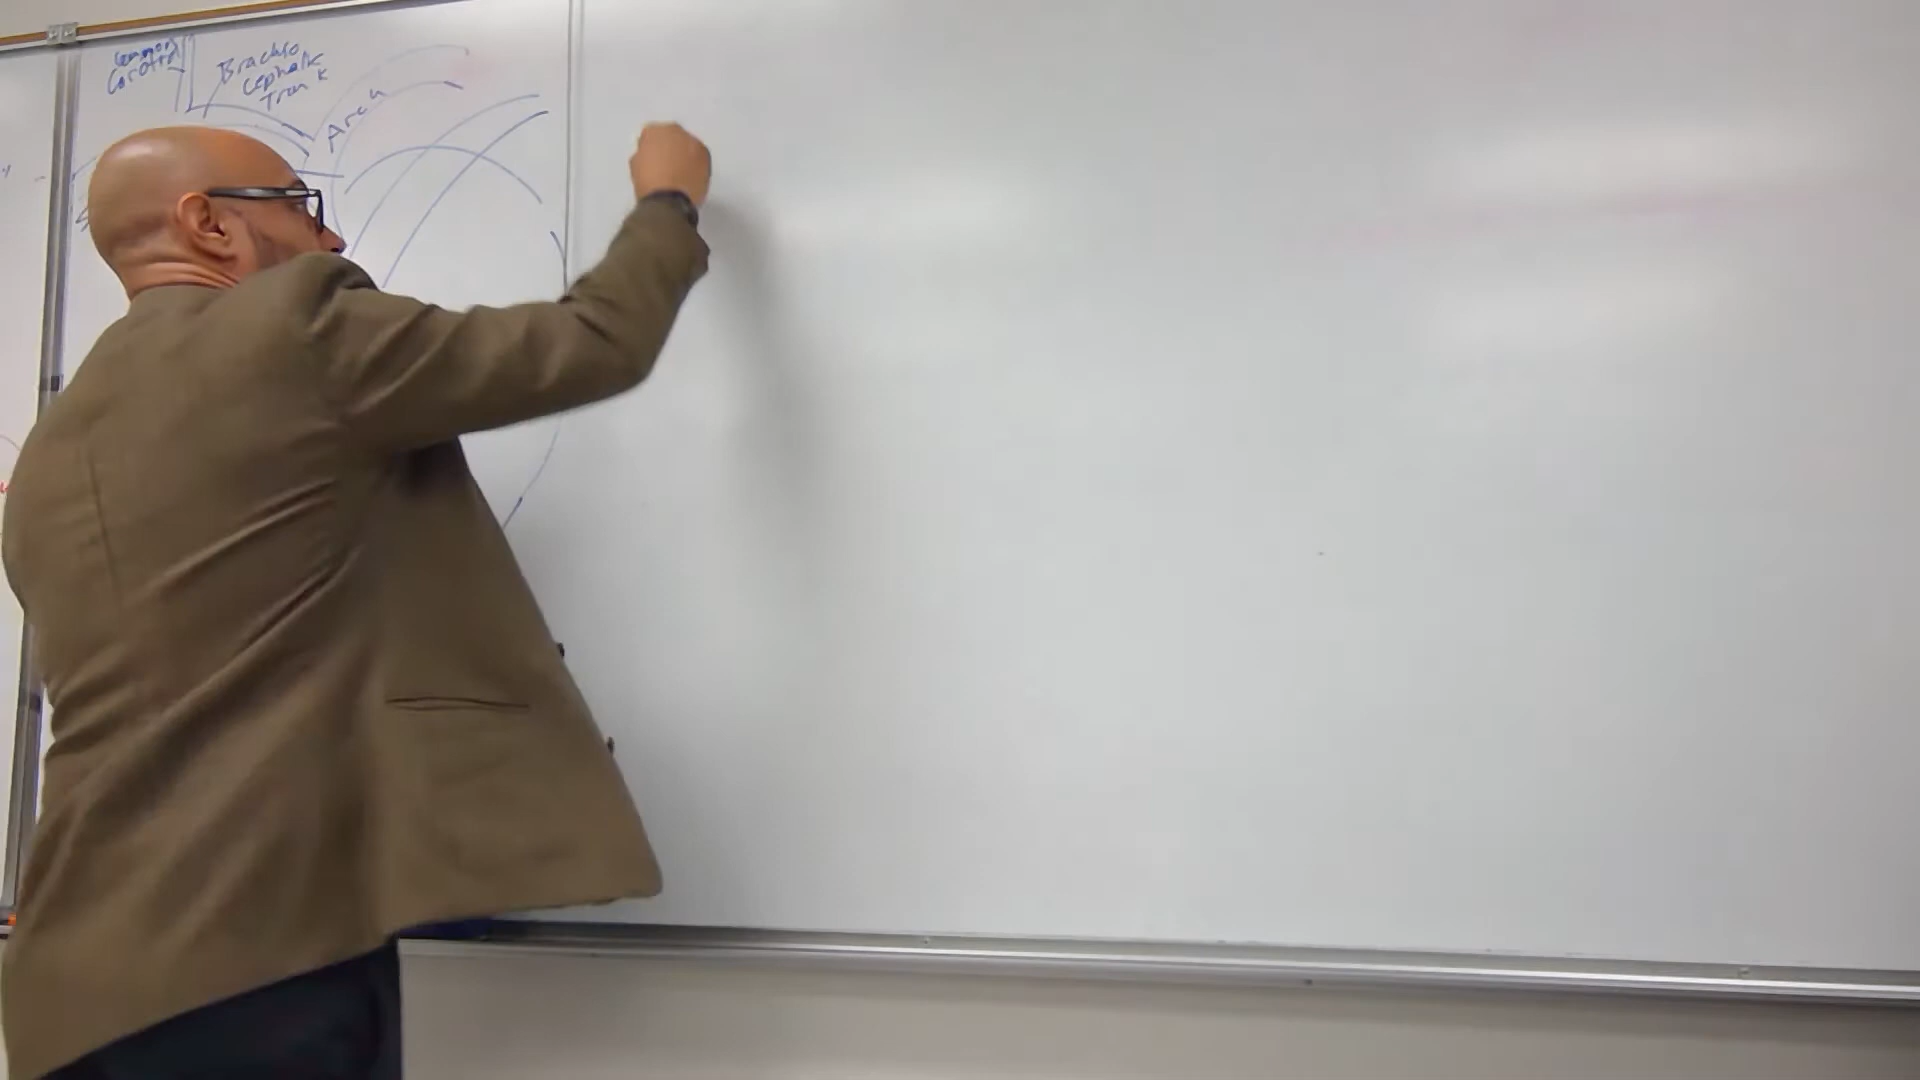 Common
Carotid
Brachio
Cephalic
Trunk
Arch